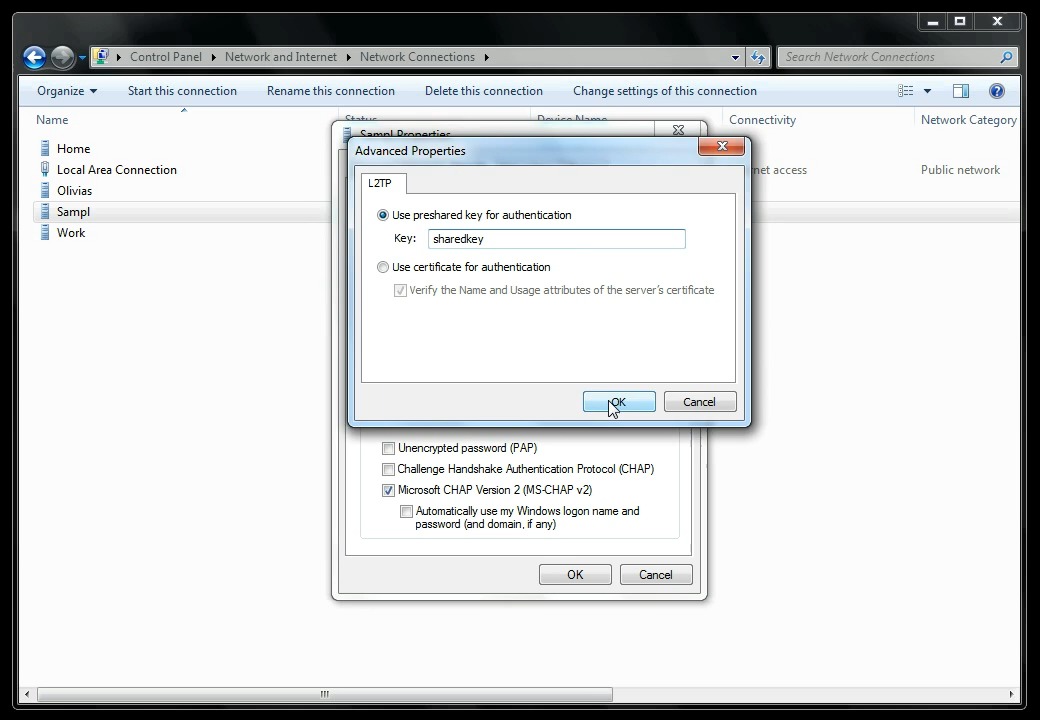 Control Panel
Network and Internet
Network Connections
Search Network Connections
Organize
Start this connection
Rename this connection
Delete this connection
Change settings of this connection
Name
Status
Device Name
Connectivity
Network Category
Sampl Properties
Advanced Properties
Home
Local Area Connection
net access
Public network
L2TP
Olivias
Sampl
Use preshared key for authentication
Work
Key: sharedkey
Use certificate for authentication
Verify the Name and Usage attributes of the server's certificate
OK
Cancel
Unencrypted password (PAP)
Challenge Handshake Authentication Protocol (CHAP)
Microsoft CHAP Version 2 (MS-CHAP v2)
Automatically use my Windows logon name and
password (and domain, if any)
OK
Cancel